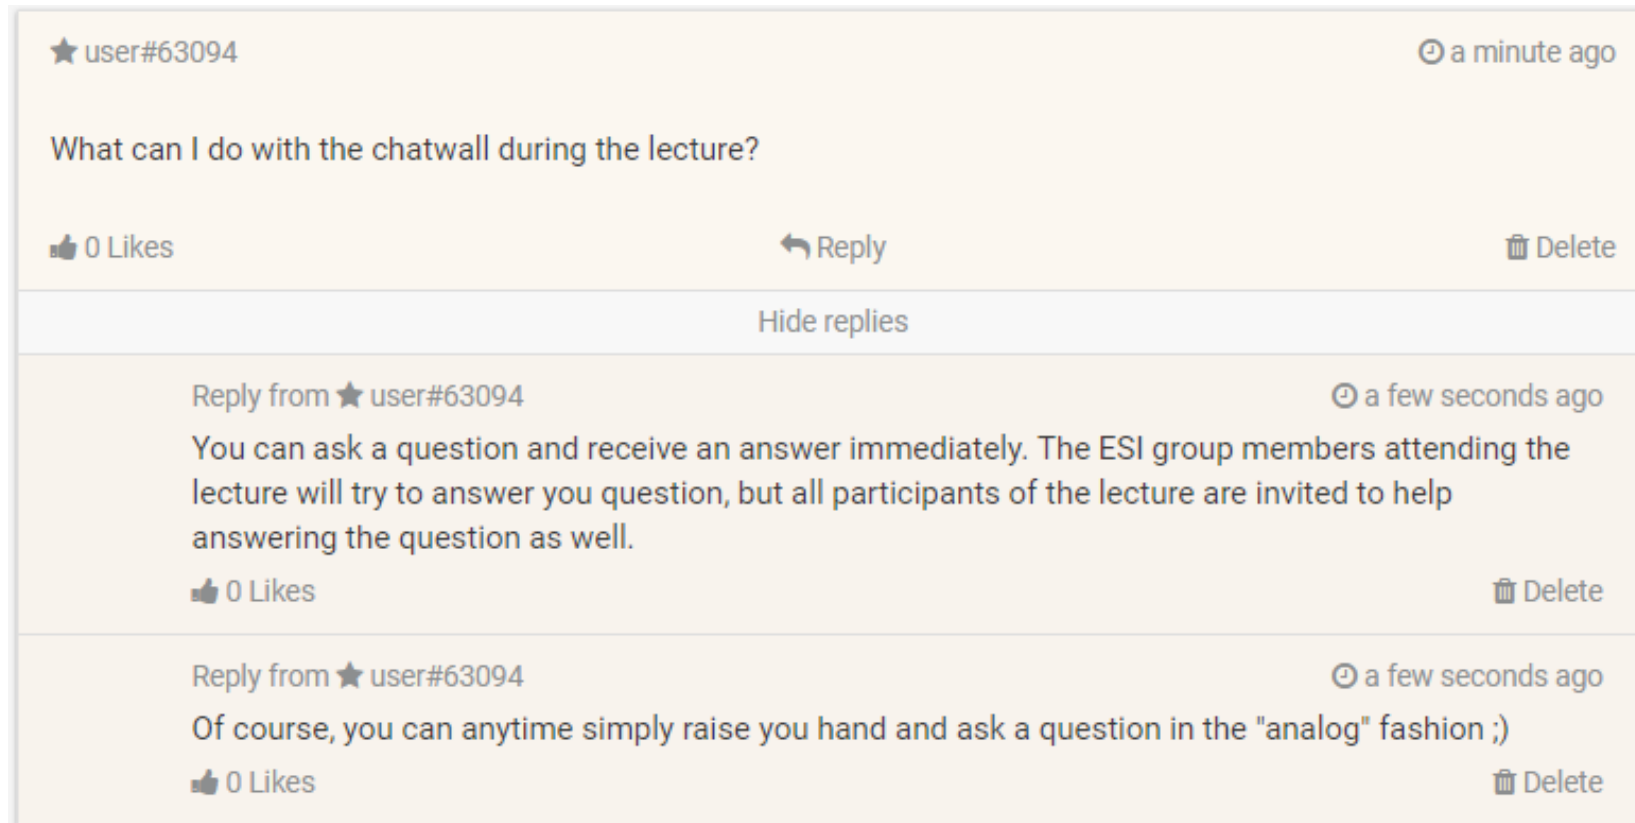 user#63094
a minute ago
What can I do with the chatwall during the lecture?
0 Likes
Reply
Delete
Hide replies
Reply from user#63094
a few seconds ago
You can ask a question and receive an answer immediately. The ESI group members attending the
lecture will try to answer you question, but all participants of the lecture are invited to help
answering the question as well.
0 Likes
Delete
Reply from user#63094
a few seconds ago
Of course, you can anytime simply raise you hand and ask a question in the "analog" fashion ;)
0 Likes
Delete